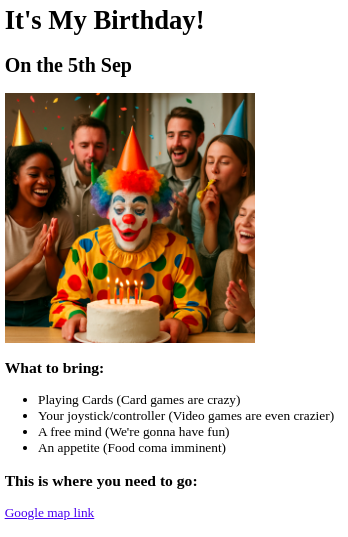 It's My Birthday!
On the 5th Sep
What to bring:
Playing Cards (Card games are crazy)
Your joystick/controller (Video games are even crazier)
A free mind (We're gonna have fun)
An appetite (Food coma imminent)
This is where you need to go:
Google map link